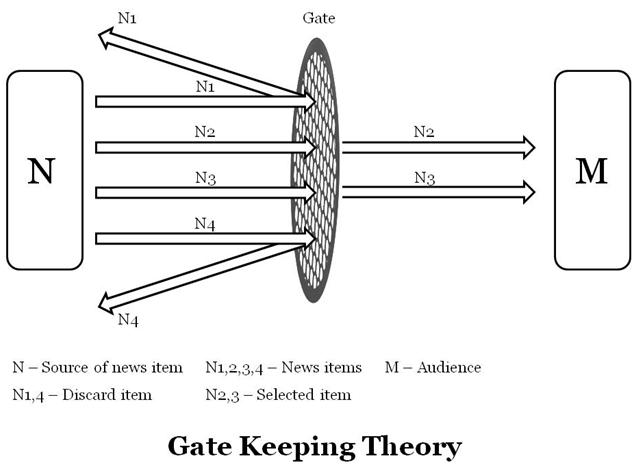 N1
Gate
N1
N2
N2
N
M
N3
N3
N4
N4
N – Source of news item N1,2,3,4 – News items M – Audience
N1,4 – Discard item N2,3 – Selected item
Gate Keeping Theory